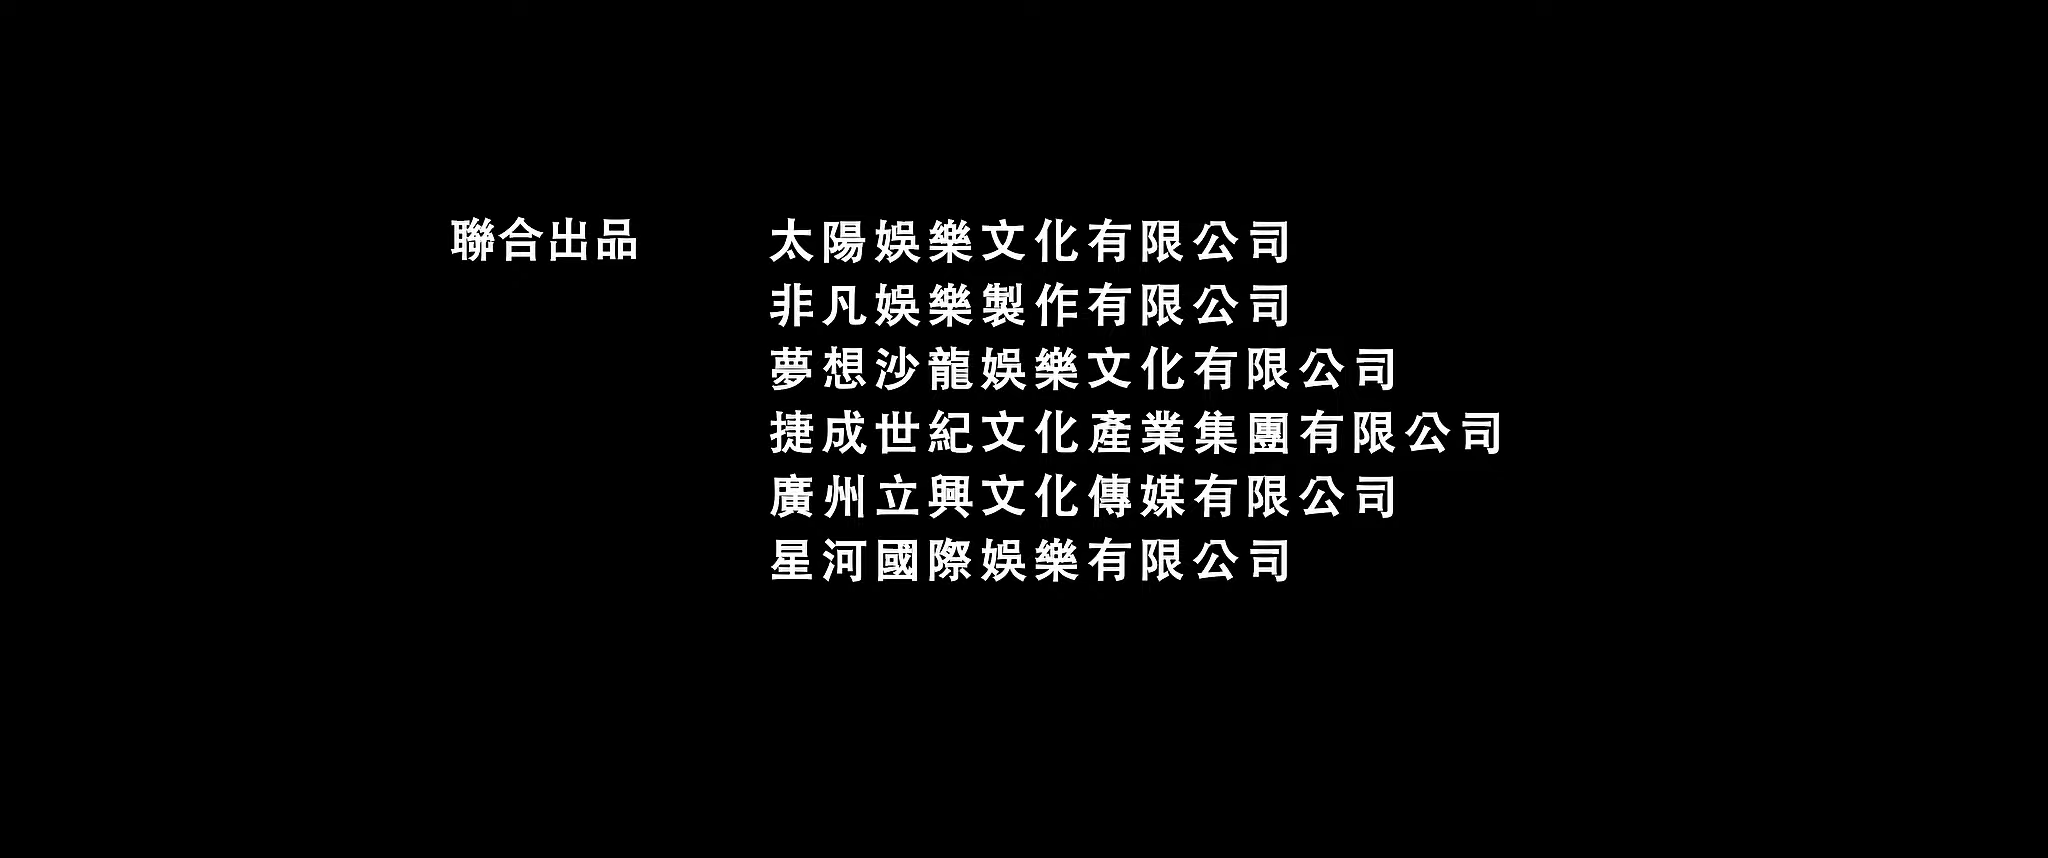 聯合出品 太陽娛樂文化有限公司
非凡娛樂製作有限公司
夢想沙龍娛樂文化有限公司
捷成世紀文化產業集團有限公司
廣州立興文化傳媒有限公司
星河國際娛樂有限公司